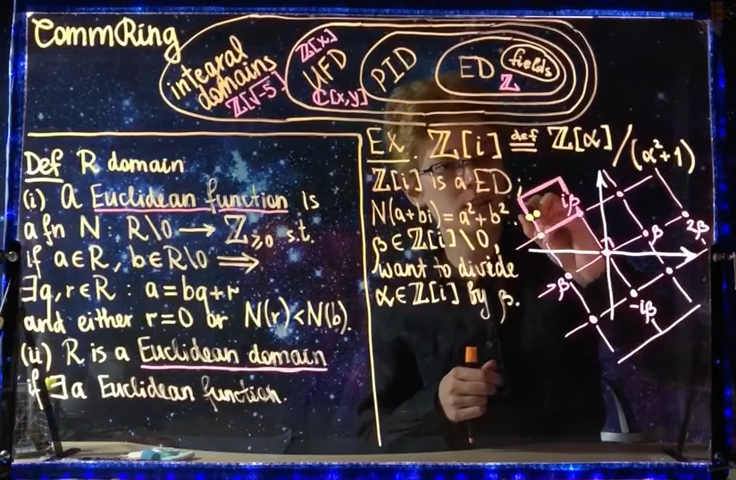 CommRing
integral domains
ℤ[√-5]
ℤ[x]
UFD
ℂ[x,y]
PID
ED
fields
ℤ
Def R domain
(i) A Euclidean function is
a fn N: R\0 → ℤ≥0 s.t.
if a∈R, b∈R\0 ⟹
∃q,r∈R : a=bq+r
and either r=0 or N(r)<N(b).
(ii) R is a Euclidean domain
if ∃ a Euclidean function.
Ex. ℤ[i] def= ℤ[α]/(α²+1)
ℤ[i] is a ED:
N(a+bi)=a²+b².
β∈ℤ[i]\0,
want to divide
α∈ℤ[i] by β.
iβ
β
2β
-β
-iβ